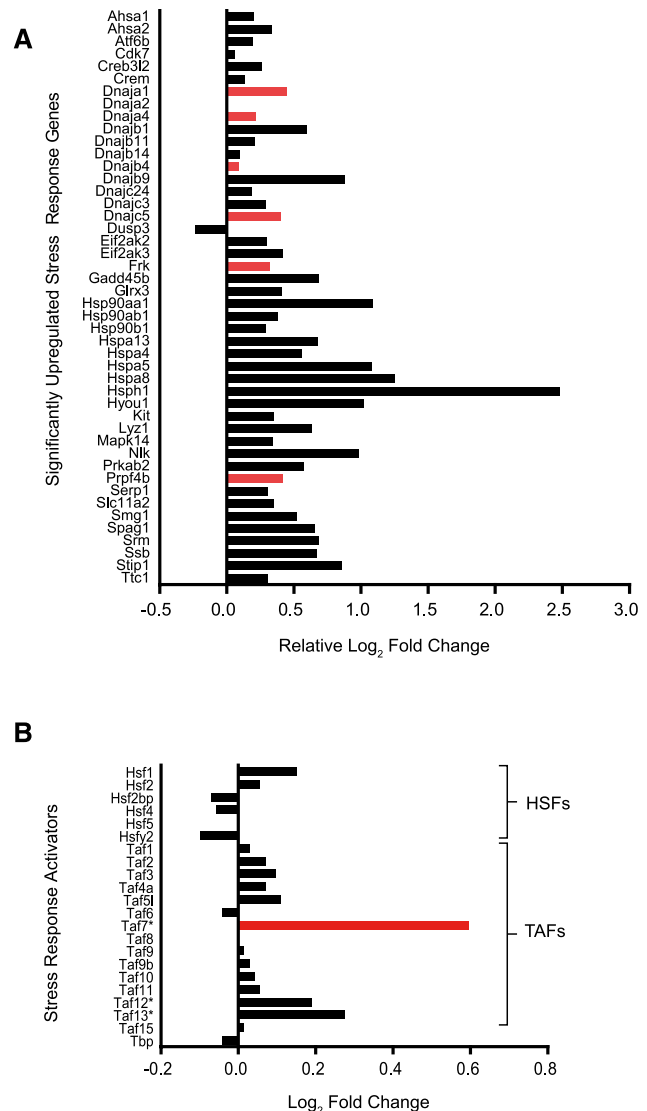 A
Significantly Upregulated Stress Response Genes
Ahsa1
Ahsa2
Atf6b
Cdk7
Creb3l2
Crem
Dnaja1
Dnaja2
Dnaja4
Dnajb1
Dnajb11
Dnajb14
Dnajb4
Dnajb9
Dnajc24
Dnajc3
Dnajc5
Dusp3
Eif2ak2
Eif2ak3
Frk
Gadd45b
Glrx3
Hsp90aa1
Hsp90ab1
Hsp90b1
Hspa13
Hspa4
Hspa5
Hspa8
Hsph1
Hyou1
Kit
Lyz1
Mapk14
Nlk
Prkab2
Prpf4b
Serp1
Slc11a2
Smg1
Spag1
Srm
Ssb
Stip1
Ttc1
-0.5 0.0 0.5 1.0 1.5 2.0 2.5 3.0
Relative Log2 Fold Change
B
Stress Response Activators
Hsf1
Hsf2
Hsf2bp
Hsf4
Hsf5
Hsfy2
Taf1
Taf2
Taf3
Taf4a
Taf5l
Taf6
Taf7*
Taf8
Taf9
Taf9b
Taf10
Taf11
Taf12*
Taf13*
Taf15
Tbp
HSFs
TAFs
-0.2 0.0 0.2 0.4 0.6 0.8
Log2 Fold Change